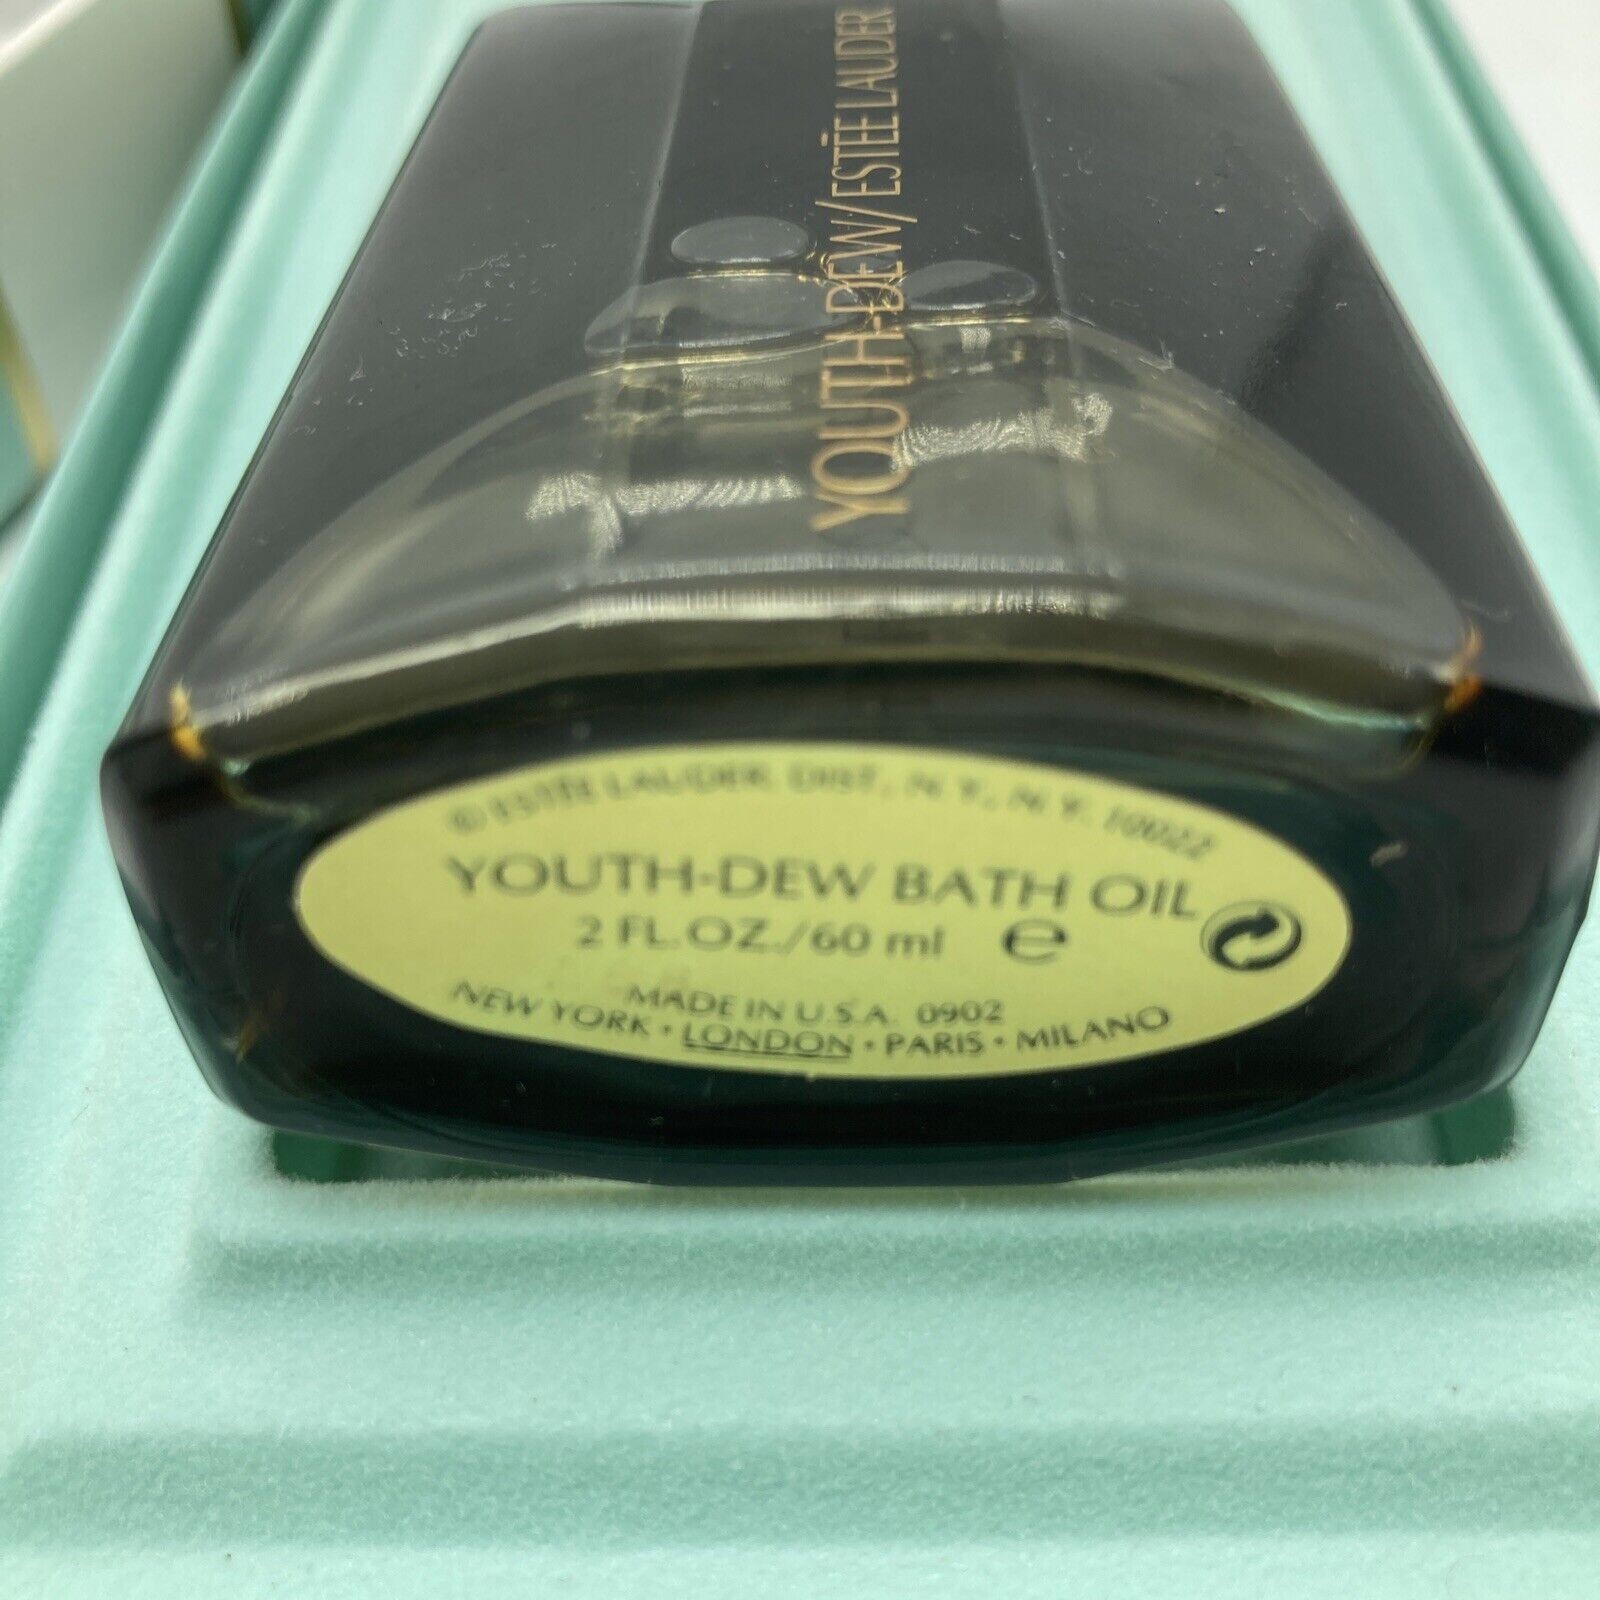 YOUTH-DEW/ESTĒE LAUDER
© ESTĒE LAUDER, DIST., N.Y., N.Y. 10022
YOUTH-DEW BATH OIL
2 FL.OZ./60 ml e
MADE IN U.S.A. 0902
NEW YORK · LONDON · PARIS · MILANO